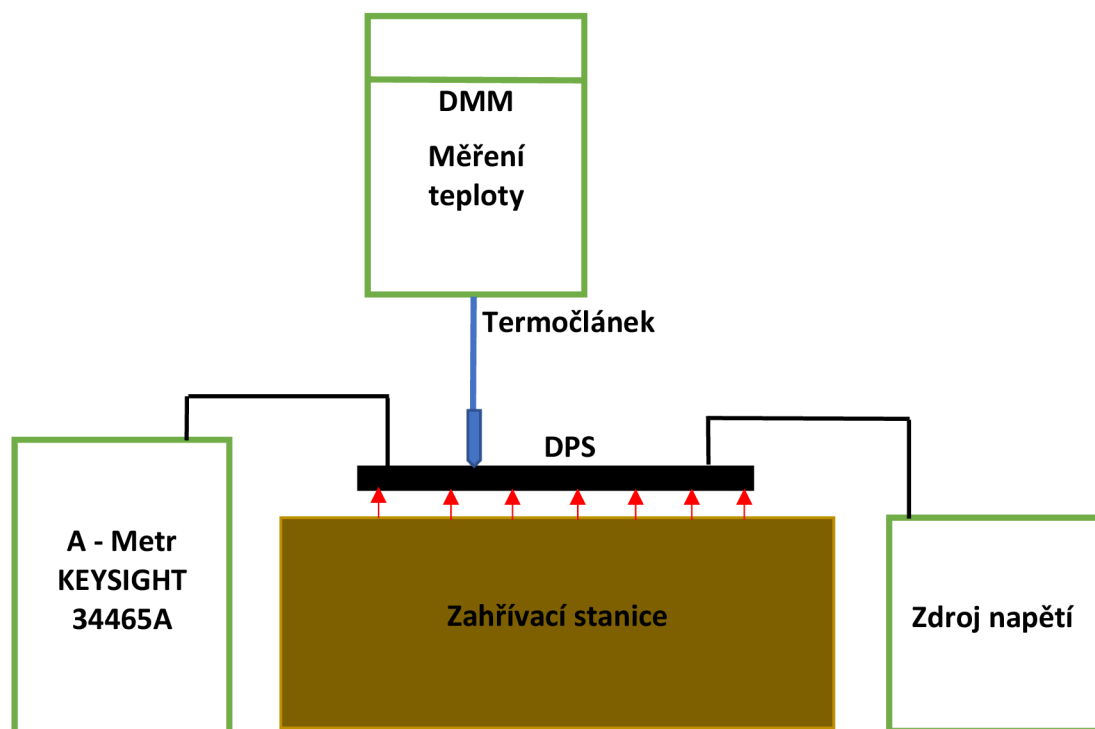 DMM
Měření
teploty
Termočlánek
DPS
A - Metr
KEYSIGHT
34465A
Zahřívací stanice
Zdroj napětí